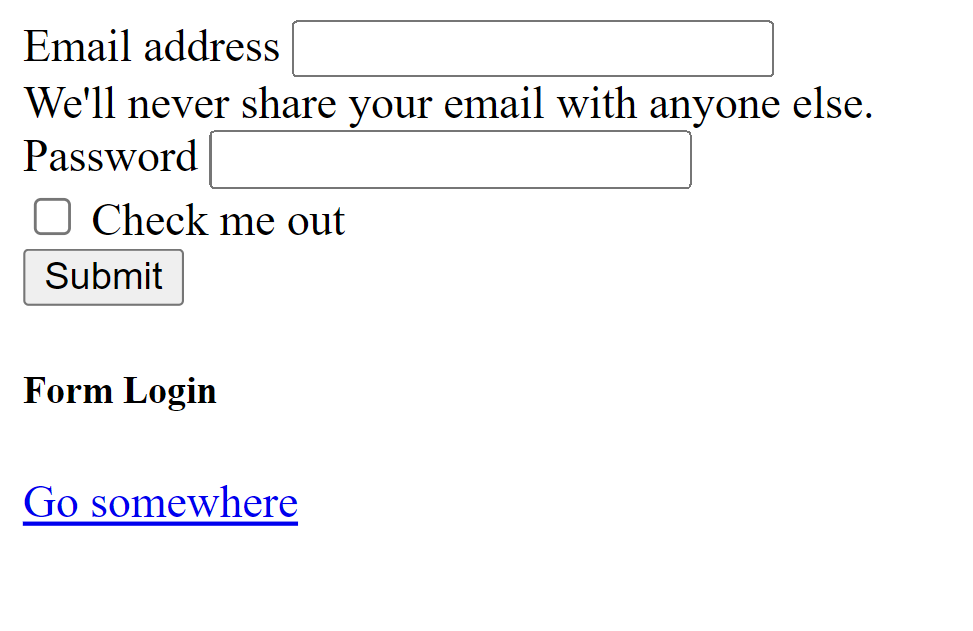 Email address
We'll never share your email with anyone else.
Password
Check me out
Submit
Form Login
Go somewhere